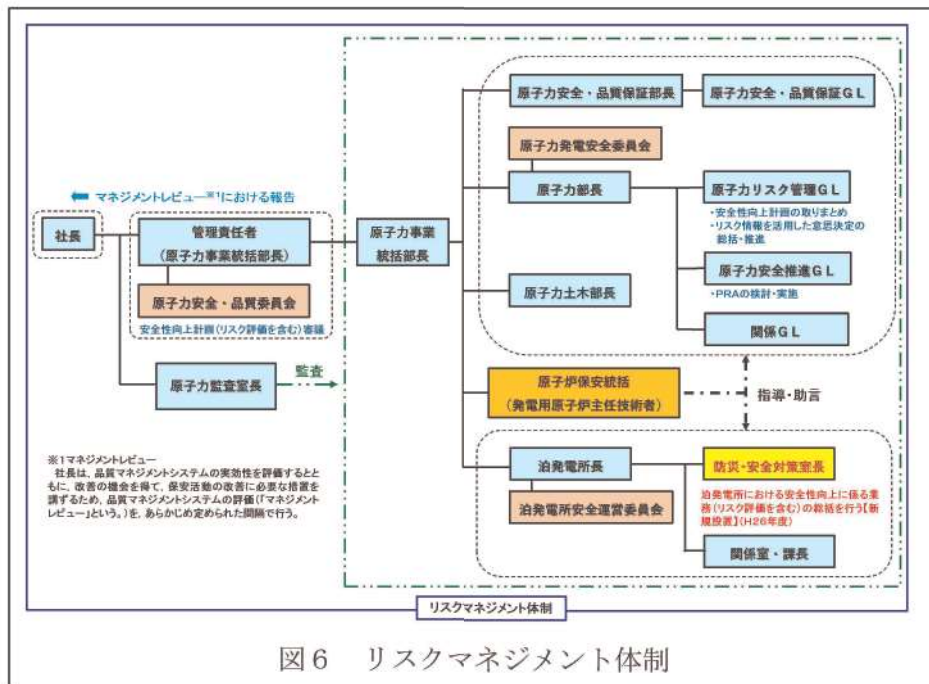 原子力安全・品質保証部長
原子力安全・品質保証GL
原子力発電安全委員会
原子力部長
原子力リスク管理GL
・安全性向上計画の取りまとめ
・リスク情報を活用した意思決定の
総括・推進
原子力安全推進GL
・PRAの検討・実施
原子力土木部長
関係GL
⬅ マネジメントレビュー※1における報告
社長
管理責任者
(原子力事業統括部長)
原子力安全・品質委員会
安全性向上計画(リスク評価を含む)審議
原子力事業
統括部長
原子力監査室長
監査
原子炉保安統括
(発電用原子炉主任技術者)
指導・助言
泊発電所長
泊発電所安全運営委員会
防災・安全対策室長
泊発電所における安全性向上に係る業
務(リスク評価を含む)の総括を行う【新
規設置】(H26年度)
関係室・課長
※1マネジメントレビュー
社長は、品質マネジメントシステムの実効性を評価するとと
もに、改善の機会を得て、保安活動の改善に必要な措置を
講ずるため、品質マネジメントシステムの評価(「マネジメント
レビュー」という。)を、あらかじめ定められた間隔で行う。
リスクマネジメント体制
図6 リスクマネジメント体制